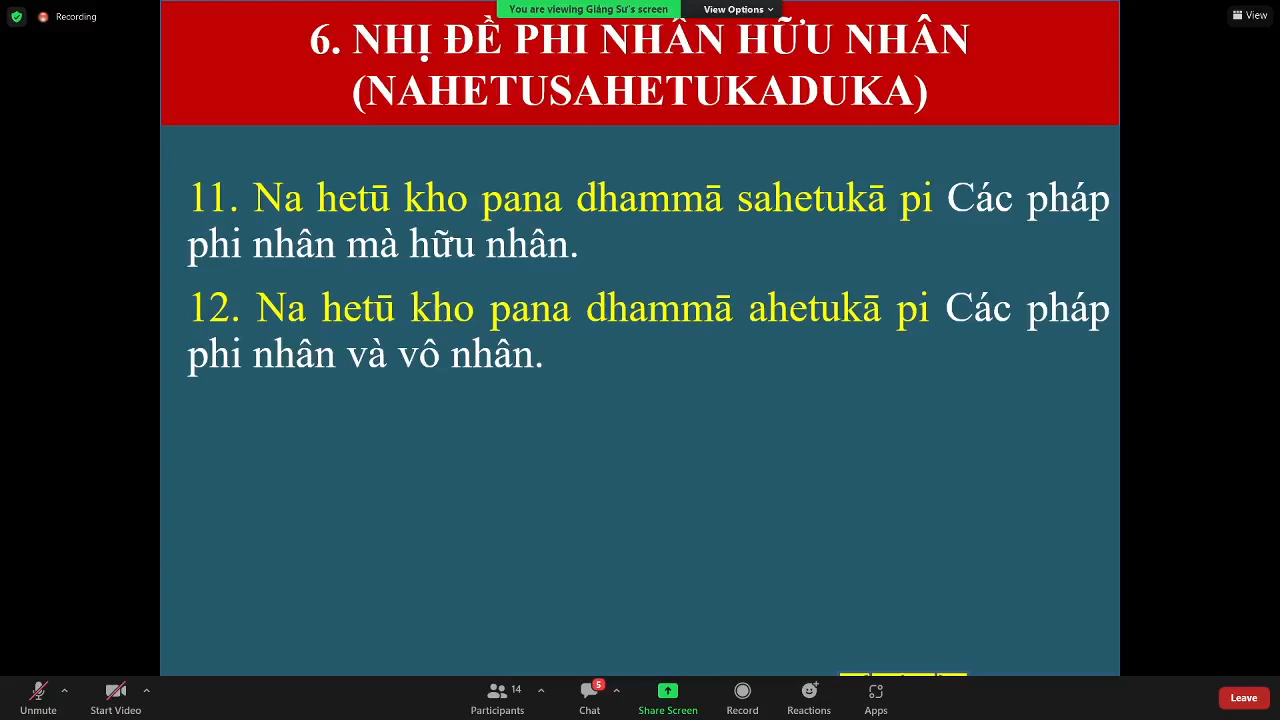 You are viewing Giảng Sư's screen
View Options
Recording
View
6. NHỊ ĐỀ PHI NHÂN HỮU NHÂN
(NAHETUSAHETUKADUKA)
11. Na hetū kho pana dhammā sahetukā pi Các pháp
phi nhân mà hữu nhân.
12. Na hetū kho pana dhammā ahetukā pi Các pháp
phi nhân và vô nhân.
Unmute
Start Video
14
Participants
5
Chat
Share Screen
Record
Reactions
Apps
Leave